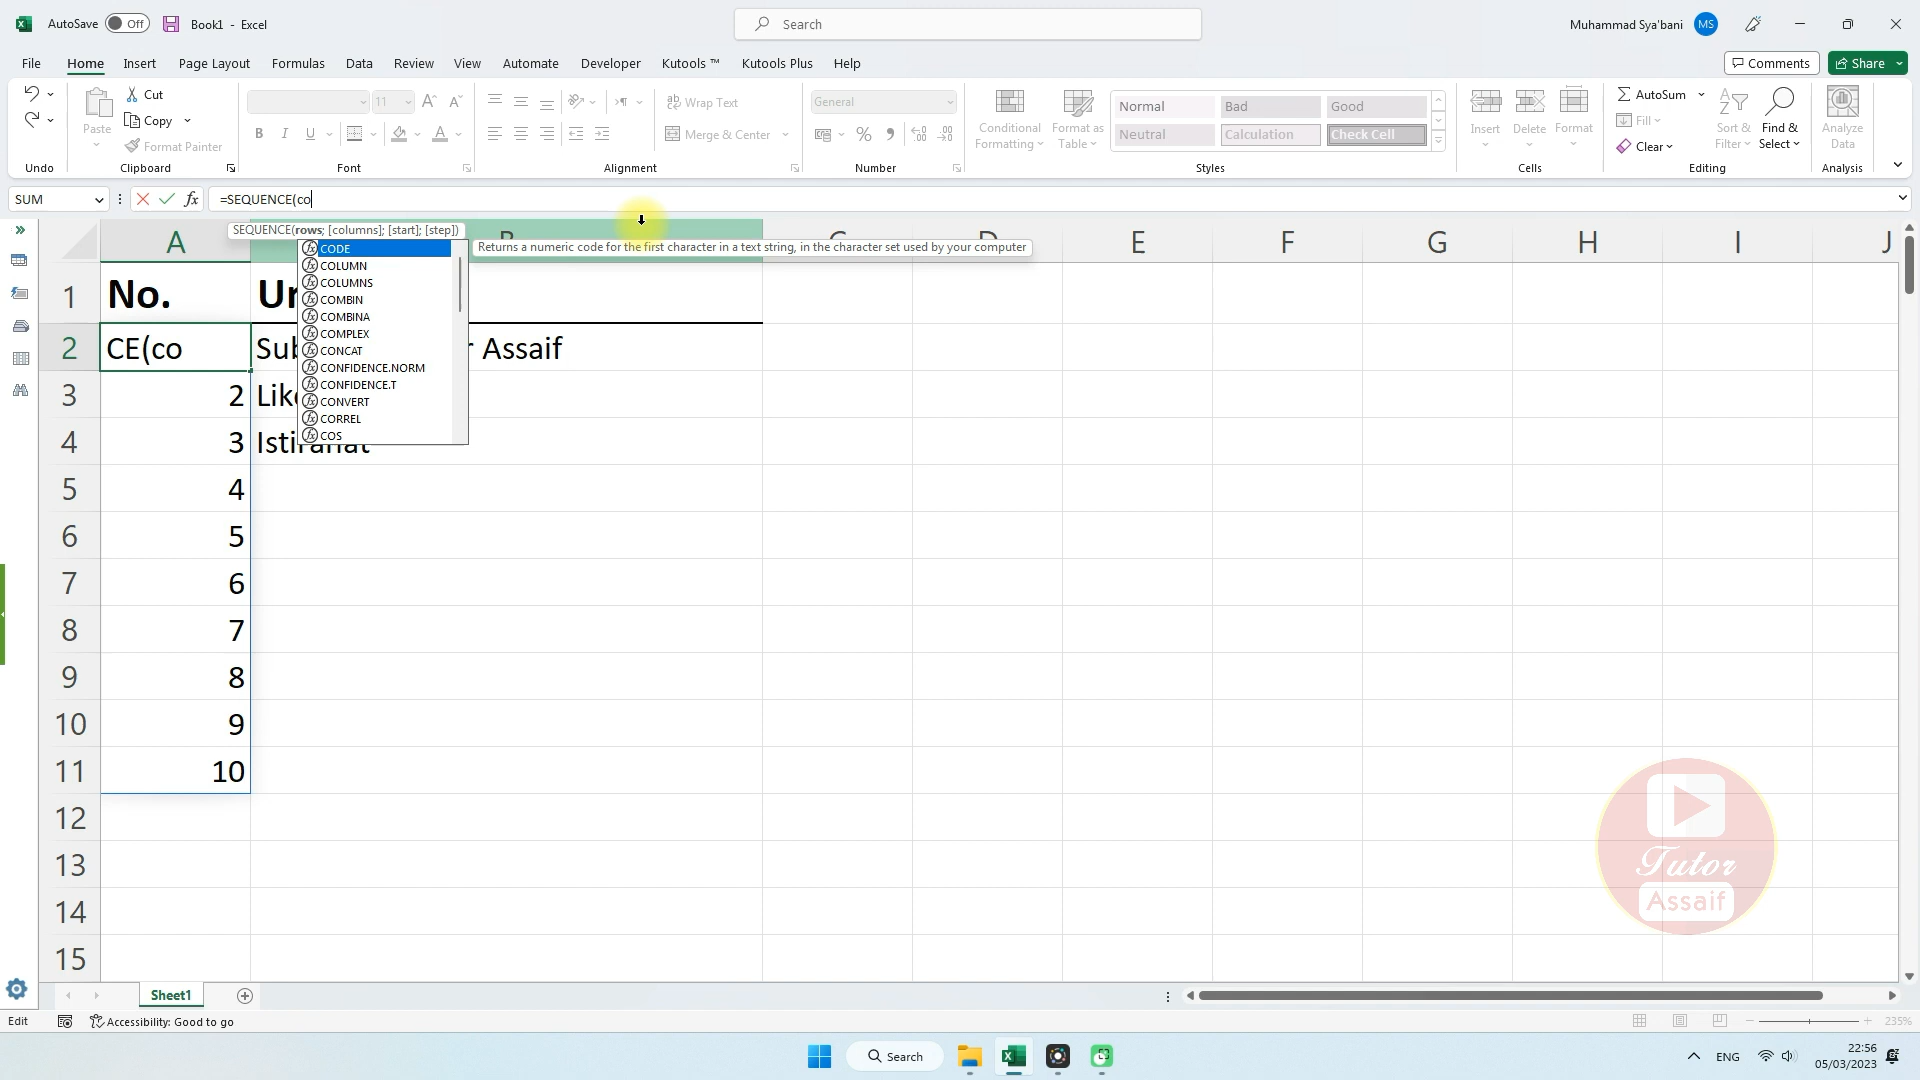 AutoSave Off Book1 - Excel Search Muhammad Sya'bani MS
File Home Insert Page Layout Formulas Data Review View Automate Developer Kutools ™ Kutools Plus Help Comments Share
Cut
Copy
Format Painter
Paste
11
Wrap Text
Merge & Center
General
Conditional Formatting
Format as Table
Normal Bad Good
Neutral Calculation Check Cell
Insert Delete Format
AutoSum
Fill
Clear
Sort & Filter
Find & Select
Analyze Data
Undo Clipboard Font Alignment Number Styles Cells Editing Analysis
SUM fx =SEQUENCE(co
SEQUENCE(rows; [columns]; [start]; [step])
CODE Returns a numeric code for the first character in a text string, in the character set used by your computer
COLUMN
COLUMNS
COMBIN
COMBINA
COMPLEX
CONCAT
CONFIDENCE.NORM
CONFIDENCE.T
CONVERT
CORREL
COS
A E F G H I J
1 No.
2 CE(co Assaif
3 2
4 3
5 4
6 5
7 6
8 7
9 8
10 9
11 10
12
13
14
15
Tutor
Assaif
Sheet1
Edit Accessibility: Good to go 235%
Search ENG 22:56
05/03/2023